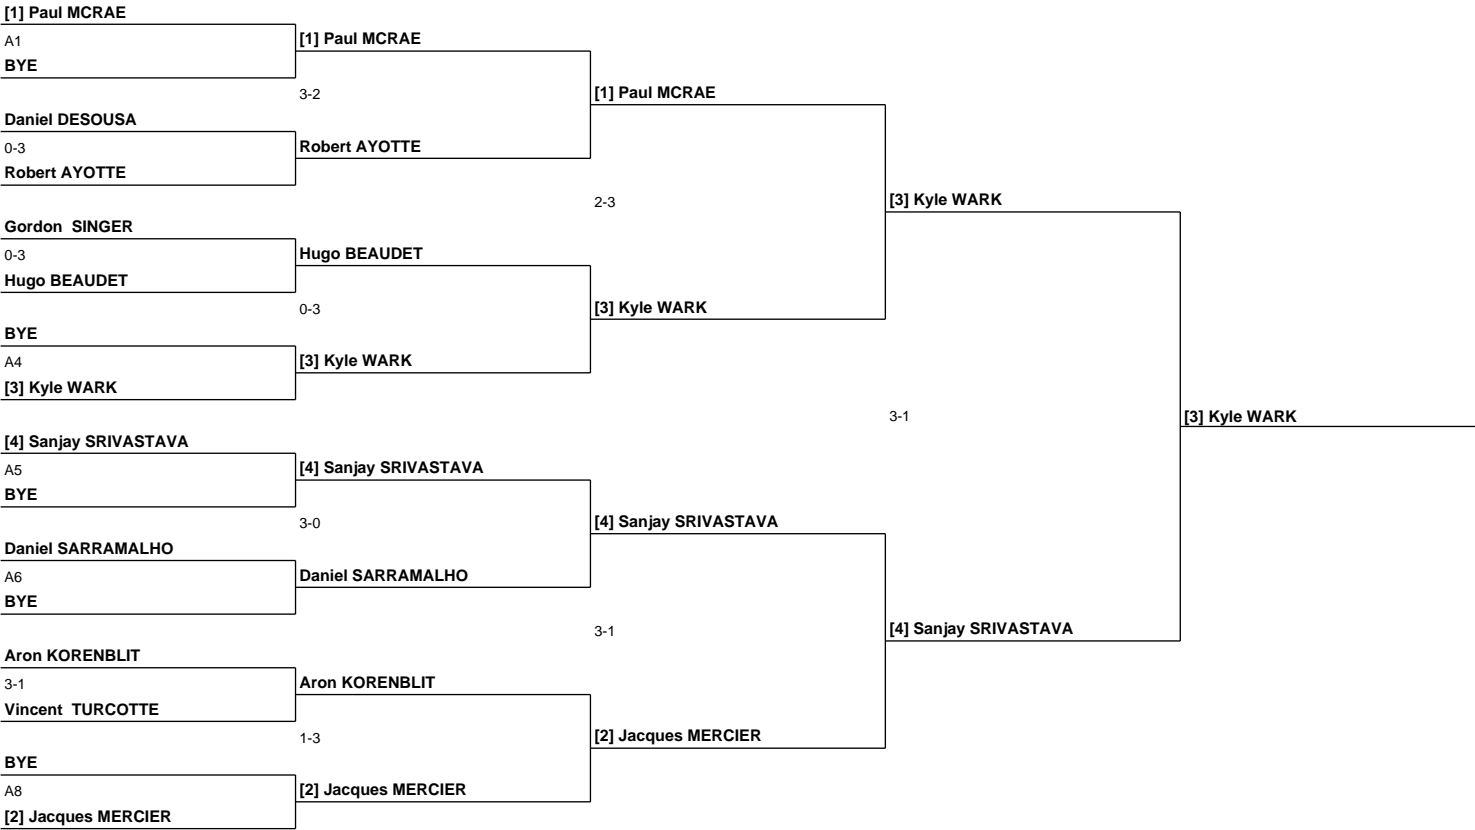 [1] Paul MCRAE
A1
BYE
Daniel DESOUSA
0-3
Robert AYOTTE
Gordon  SINGER
0-3
Hugo BEAUDET
BYE
A4
[3] Kyle WARK
[4] Sanjay SRIVASTAVA
A5
BYE
Daniel SARRAMALHO
A6
BYE
Aron KORENBLIT
3-1
Vincent  TURCOTTE
BYE
A8
[2] Jacques MERCIER
[1] Paul MCRAE
3-2
Robert AYOTTE
Hugo BEAUDET
0-3
[3] Kyle WARK
[4] Sanjay SRIVASTAVA
3-0
Daniel SARRAMALHO
Aron KORENBLIT
1-3
[2] Jacques MERCIER
[1] Paul MCRAE
2-3
[3] Kyle WARK
[4] Sanjay SRIVASTAVA
3-1
[2] Jacques MERCIER
[3] Kyle WARK
3-1
[4] Sanjay SRIVASTAVA
[3] Kyle WARK